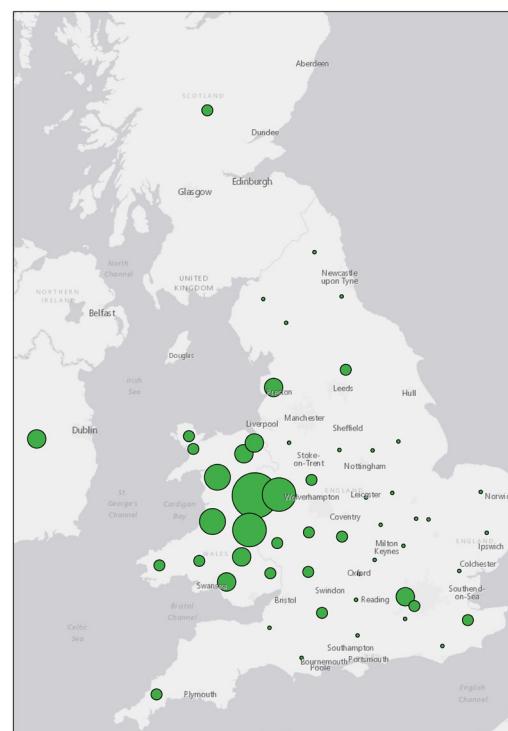 Aberdeen
SCOTLAND
Dundee
Edinburgh
Glasgow
North
Channel
UNITED
KINGDOM
Newcastle
upon Tyne
NORTHERN
IRELAND
Belfast
Douglas
Irish
Sea
Preston
Leeds
Hull
Manchester
Liverpool
Dublin
Sheffield
Stoke-
on-Trent
Nottingham
ENGLAND
Leicester
Norwic
Wolverhampton
St
George's
Channel
Cardigan
Bay
Coventry
WALES
Milton
Keynes
ENGLAND
Ipswich
Colchester
Oxford
Swansea
Swindon
Reading
Southend-
on-Sea
Bristol
Bristol
Channel
Celtic
Sea
Southampton
Bournemouth
Portsmouth
Poole
Plymouth
English
Channel